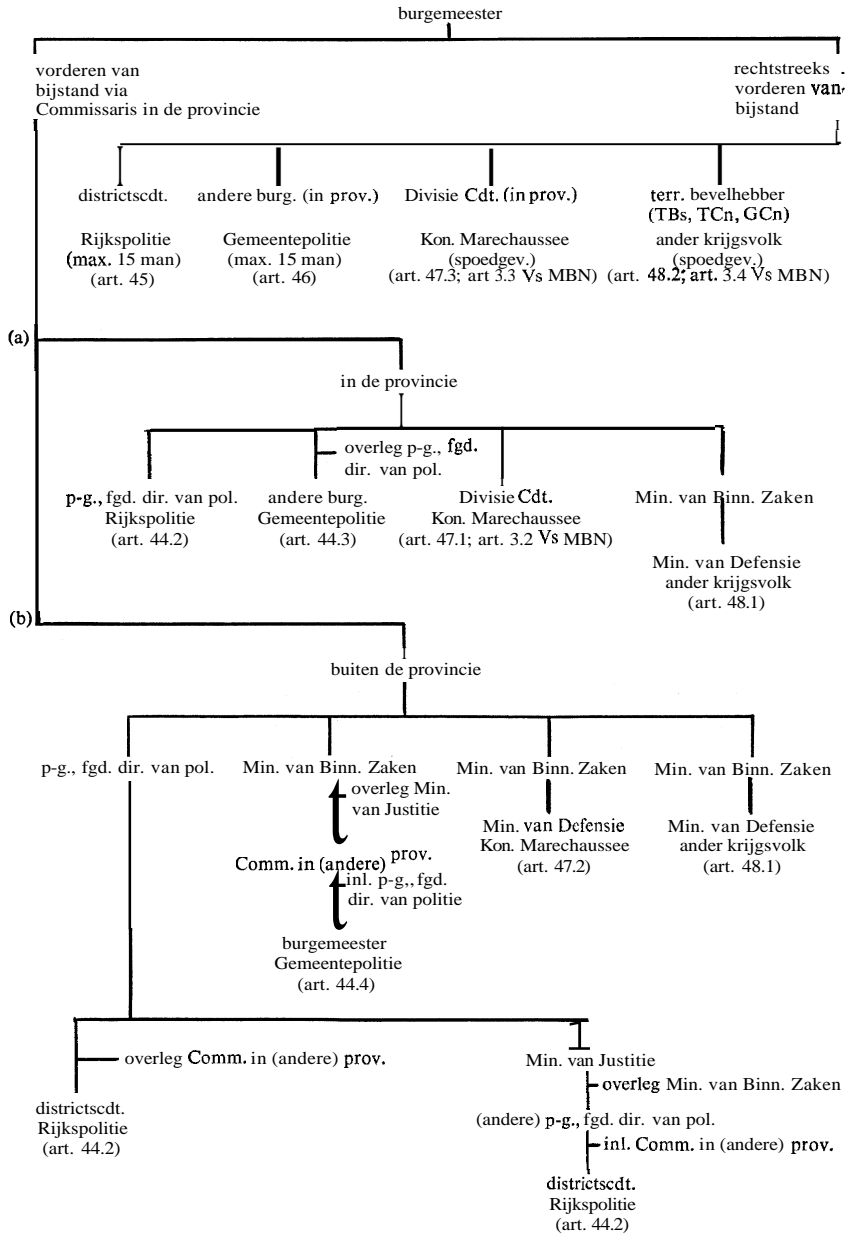 burgemeester
vorderen van
bijstand via
Commissaris in de provincie
rechtstreeks
vorderen van
bijstand
districtscdt.
Rijkspolitie
(max. 15 man)
(art. 45)
andere burg. (in prov.)
Gemeentepolitie
(max. 15 man)
(art. 46)
Divisie Cdt. (in prov.)
Kon. Marechaussee
(spoedgev.)
(art. 47.3; art 3.3 Vs MBN)
terr. bevelhebber
(TBs, TCn, GCn)
ander krijgsvolk
(spoedgev.)
(art. 48.2; art. 3.4 Vs MBN)
(a)
in de provincie
overleg p-g., fgd.
dir. van pol.
p-g., fgd. dir. van pol.
Rijkspolitie
(art. 44.2)
andere burg.
Gemeentepolitie
(art. 44.3)
Divisie Cdt.
Kon. Marechaussee
(art. 47.1; art. 3.2 Vs MBN)
Min. van Binn. Zaken
Min. van Defensie
ander krijgsvolk
(art. 48.1)
(b)
buiten de provincie
p-g., fgd. dir. van pol.
Min. van Binn. Zaken
overleg Min.
van Justitie
Comm. in (andere) prov.
inl. p-g,, fgd.
dir. van politie
burgemeester
Gemeentepolitie
(art. 44.4)
Min. van Binn. Zaken
Min. van Defensie
Kon. Marechaussee
(art. 47.2)
Min. van Binn. Zaken
Min. van Defensie
ander krijgsvolk
(art. 48.1)
overleg Comm. in (andere) prov.
districtscdt.
Rijkspolitie
(art. 44.2)
Min. van Justitie
overleg Min. van Binn. Zaken
(andere) p-g., fgd. dir. van pol.
inl. Comm. in (andere) prov.
districtscdt.
Rijkspolitie
(art. 44.2)